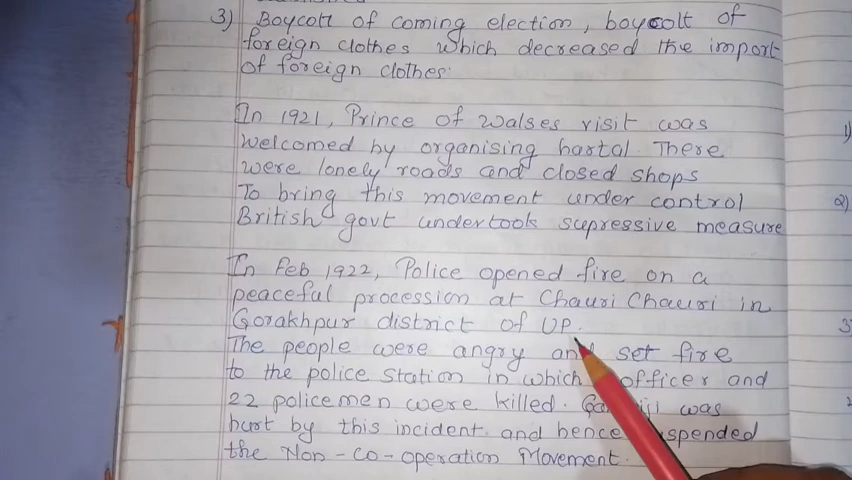 3) Boycott of coming election, boycolt of
foreign clothes which decreased the import
of foreign clothes.
In 1921, Prince of Walses visit was
Welcomed by organising hartal. There
were lonely roads and closed shops
To bring this movement under control
British govt undertook supressive measure
In Feb 1922, Police opened fire on a
peaceful procession at Chauri Chauri in
Gorakhpur district of UP.
The people were angry and set fire
to the police station in which officer and
22 policemen were killed. was
hurt by this incident. and hence
the Non-Co-operation Movement.
1)
2)
3